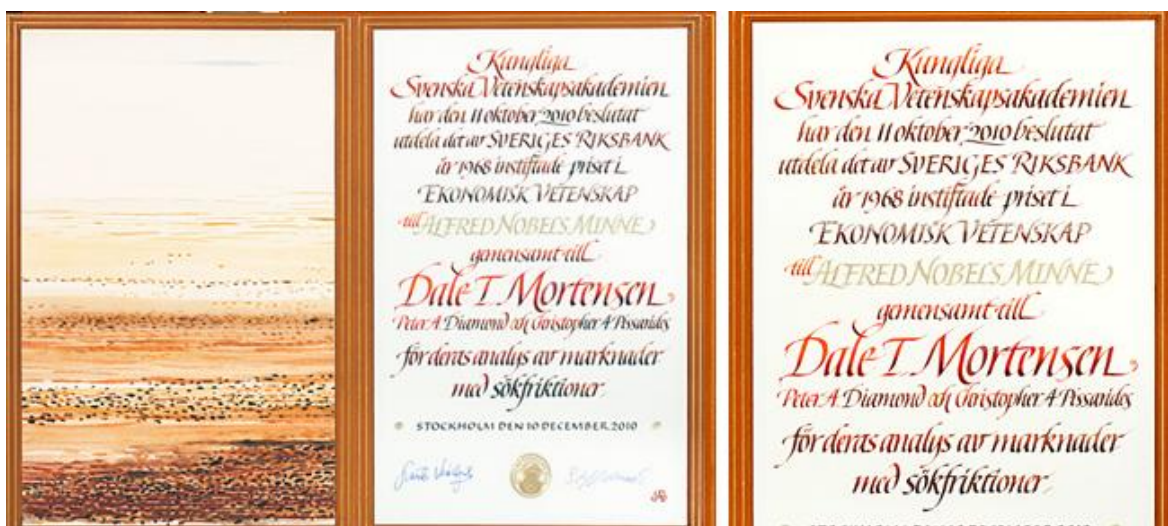 Kungliga
Svenska Vetenskapsakademien
har den 11 oktober 2010 beslutat
utdela det av SVERIGES RIKSBANK
år 1968 instiftade priset i
EKONOMISK VETENSKAP
till ALFRED NOBELS MINNE
gemensamt till
Dale T. Mortensen
Peter A Diamond och Christopher A Pissarides
för deras analys av marknader
med sökfriktioner.
STOCKHOLM DEN 10 DECEMBER 2010
Kungliga
Svenska Vetenskapsakademien
har den 11 oktober 2010 beslutat
utdela det av SVERIGES RIKSBANK
år 1968 instiftade priset i
EKONOMISK VETENSKAP
till ALFRED NOBELS MINNE
gemensamt till
Dale T. Mortensen
Peter A Diamond och Christopher A Pissarides
för deras analys av marknader
med sökfriktioner.